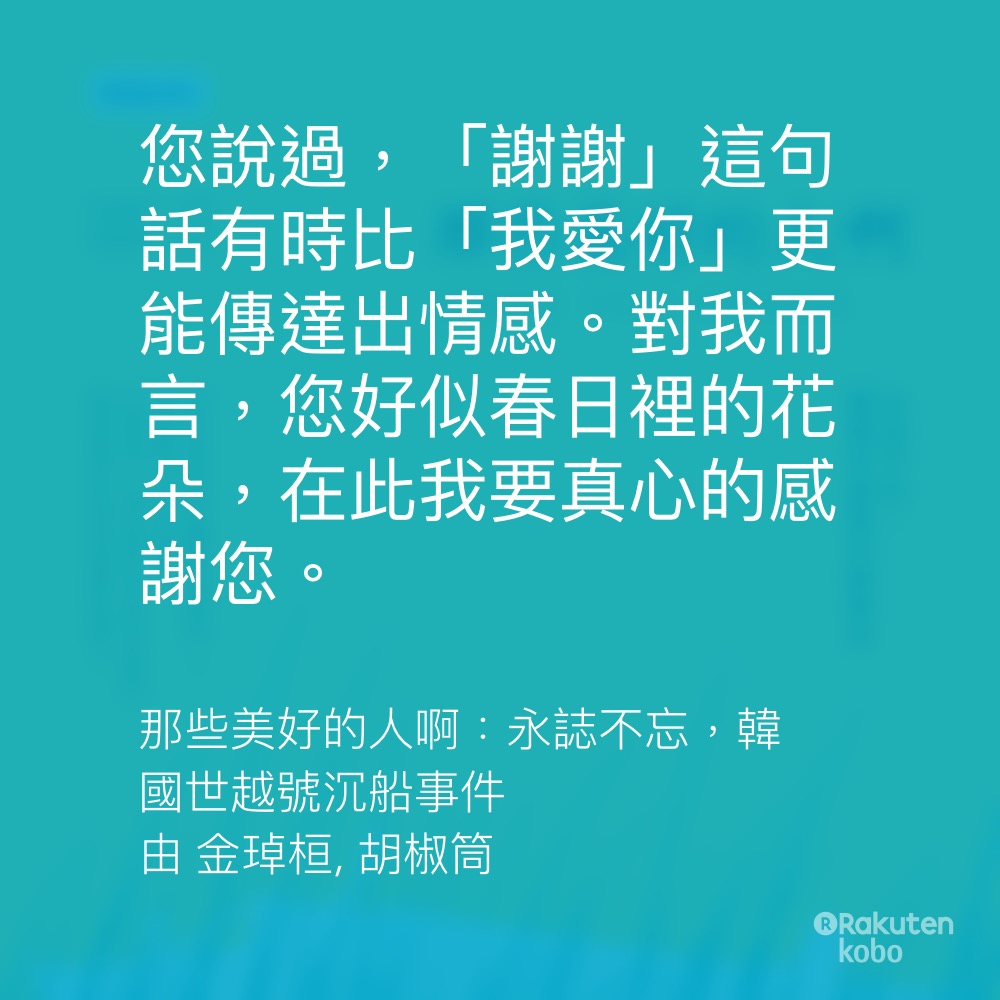 您說過，「謝謝」這句
話有時比「我愛你」更
能傳達出情感。對我而
言，您好似春日裡的花
朵，在此我要真心的感
謝您。
那些美好的人啊：永誌不忘，韓
國世越號沉船事件
由 金琸桓, 胡椒筒
Rakuten
kobo